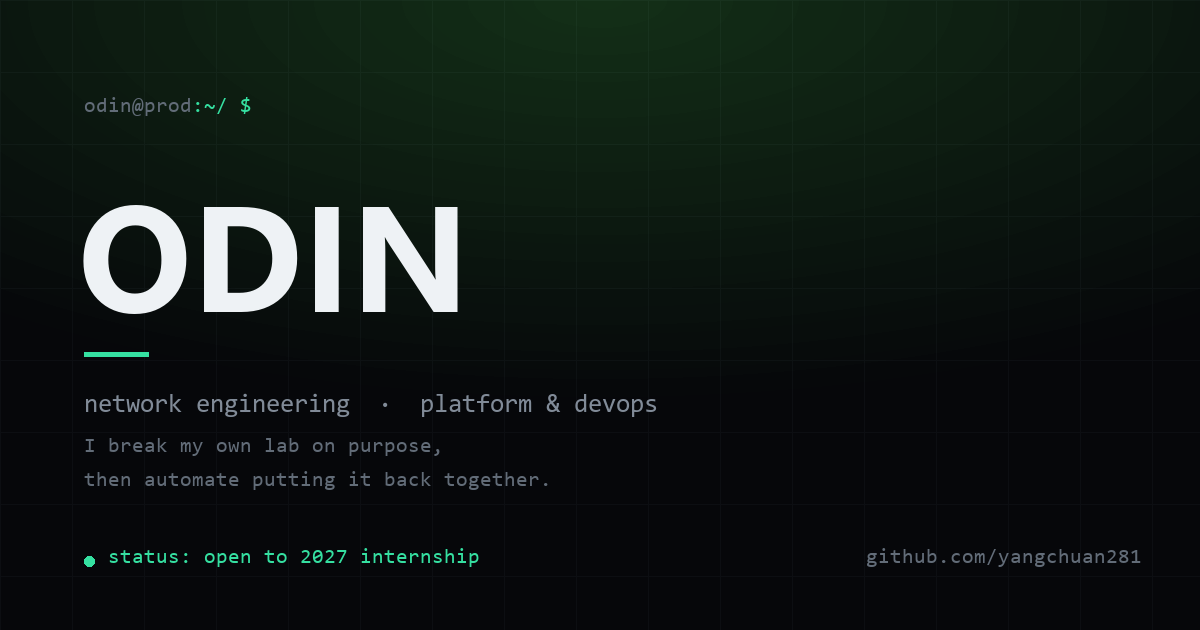 odin@prod:~/ $
ODIN
network engineering · platform & devops
I break my own lab on purpose,
then automate putting it back together.
status: open to 2027 internship
github.com/yangchuan281